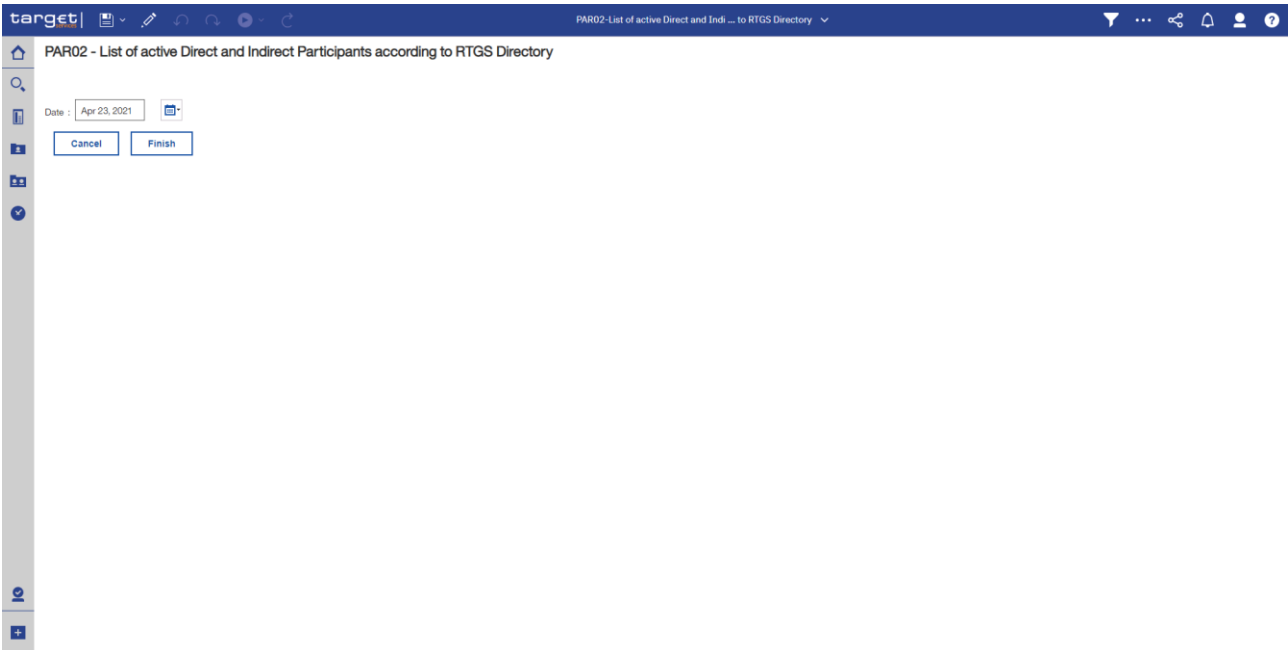 targ€t|
PAR02-List of active Direct and Indi ... to RTGS Directory
PAR02 - List of active Direct and Indirect Participants according to RTGS Directory
Date : Apr 23, 2021
Cancel Finish